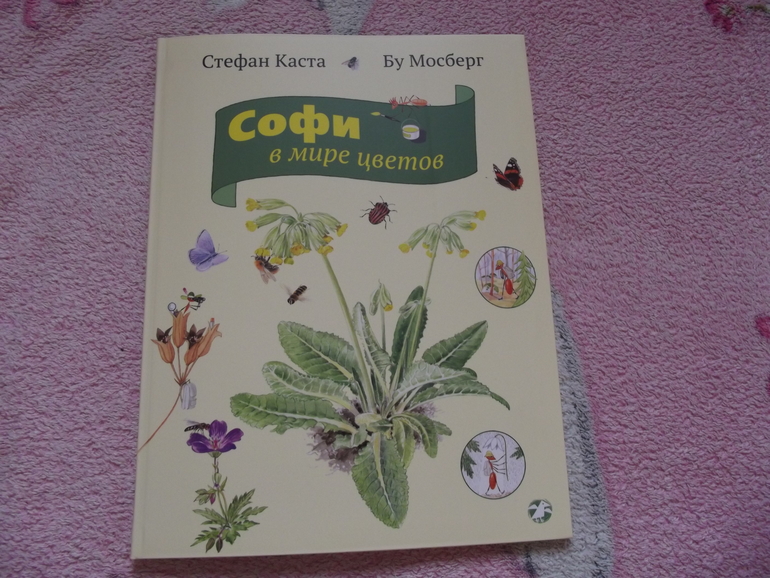 Стефан Каста Бу Мосберг
Софи
в мире цветов